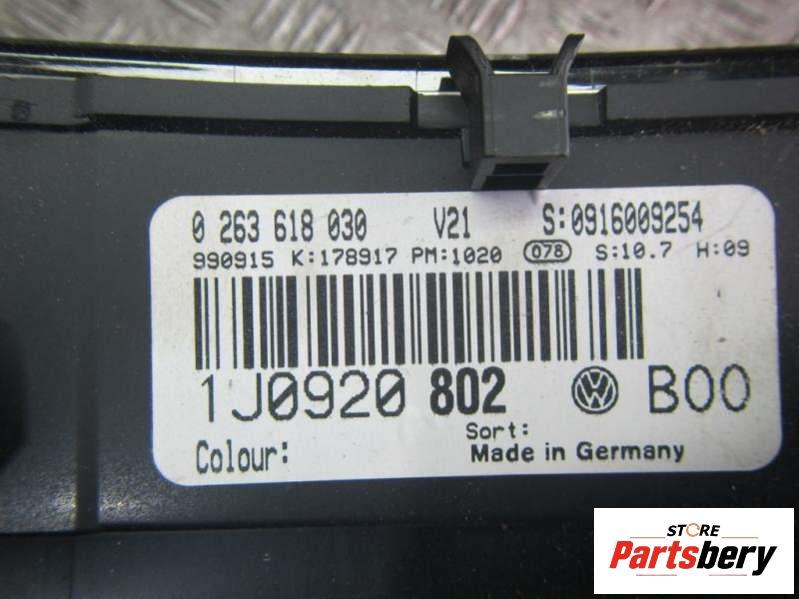 0 263 618 030 V21 S:0916009254
990915 K:178917 PM:1020 078 S:10.7 H:09
1J0920 802 VW B00
Sort:
Colour: Made in Germany
STORE
Partsbery